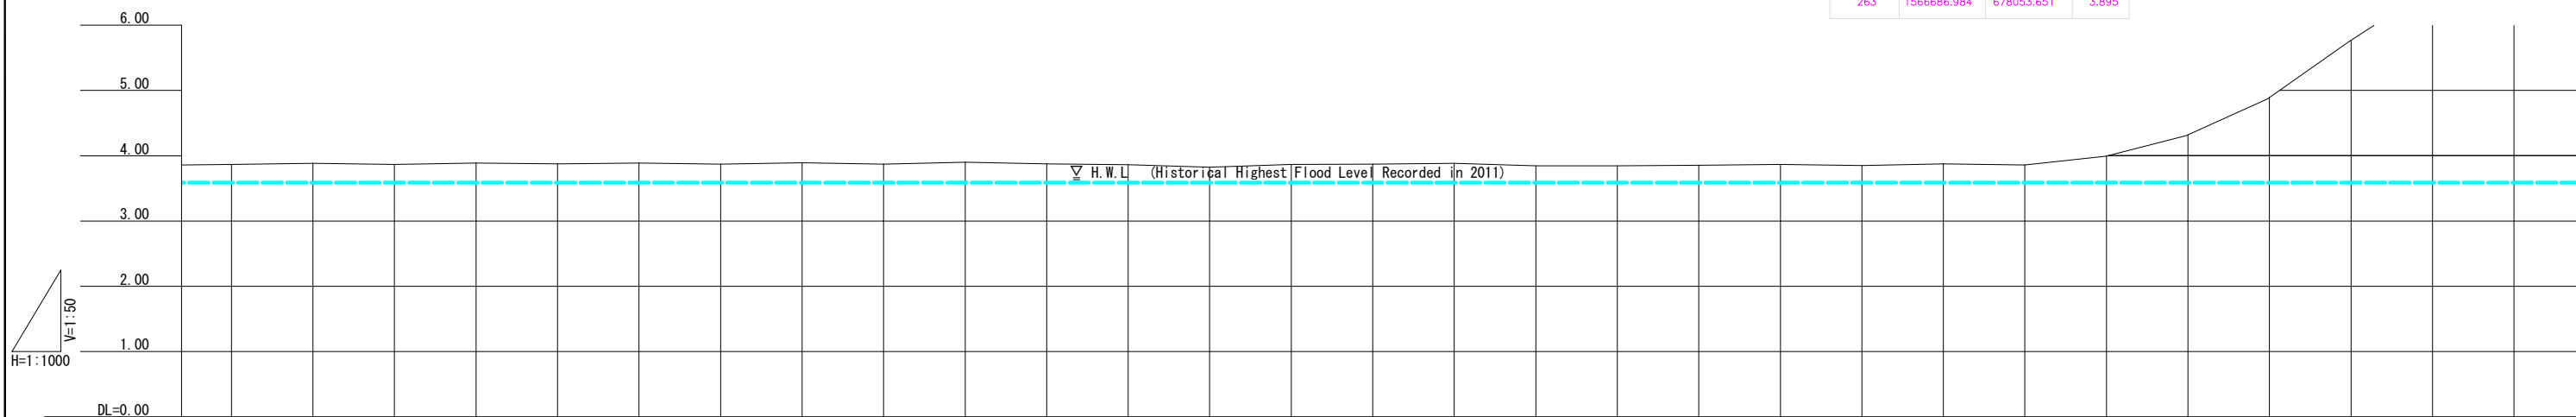 263 1566686.984 678053.651 3.895
6.00
5.00
4.00
H.W.L (Historical Highest Flood Level Recorded in 2011)
3.00
2.00
V=1:50
1.00
H=1:1000
DL=0.00